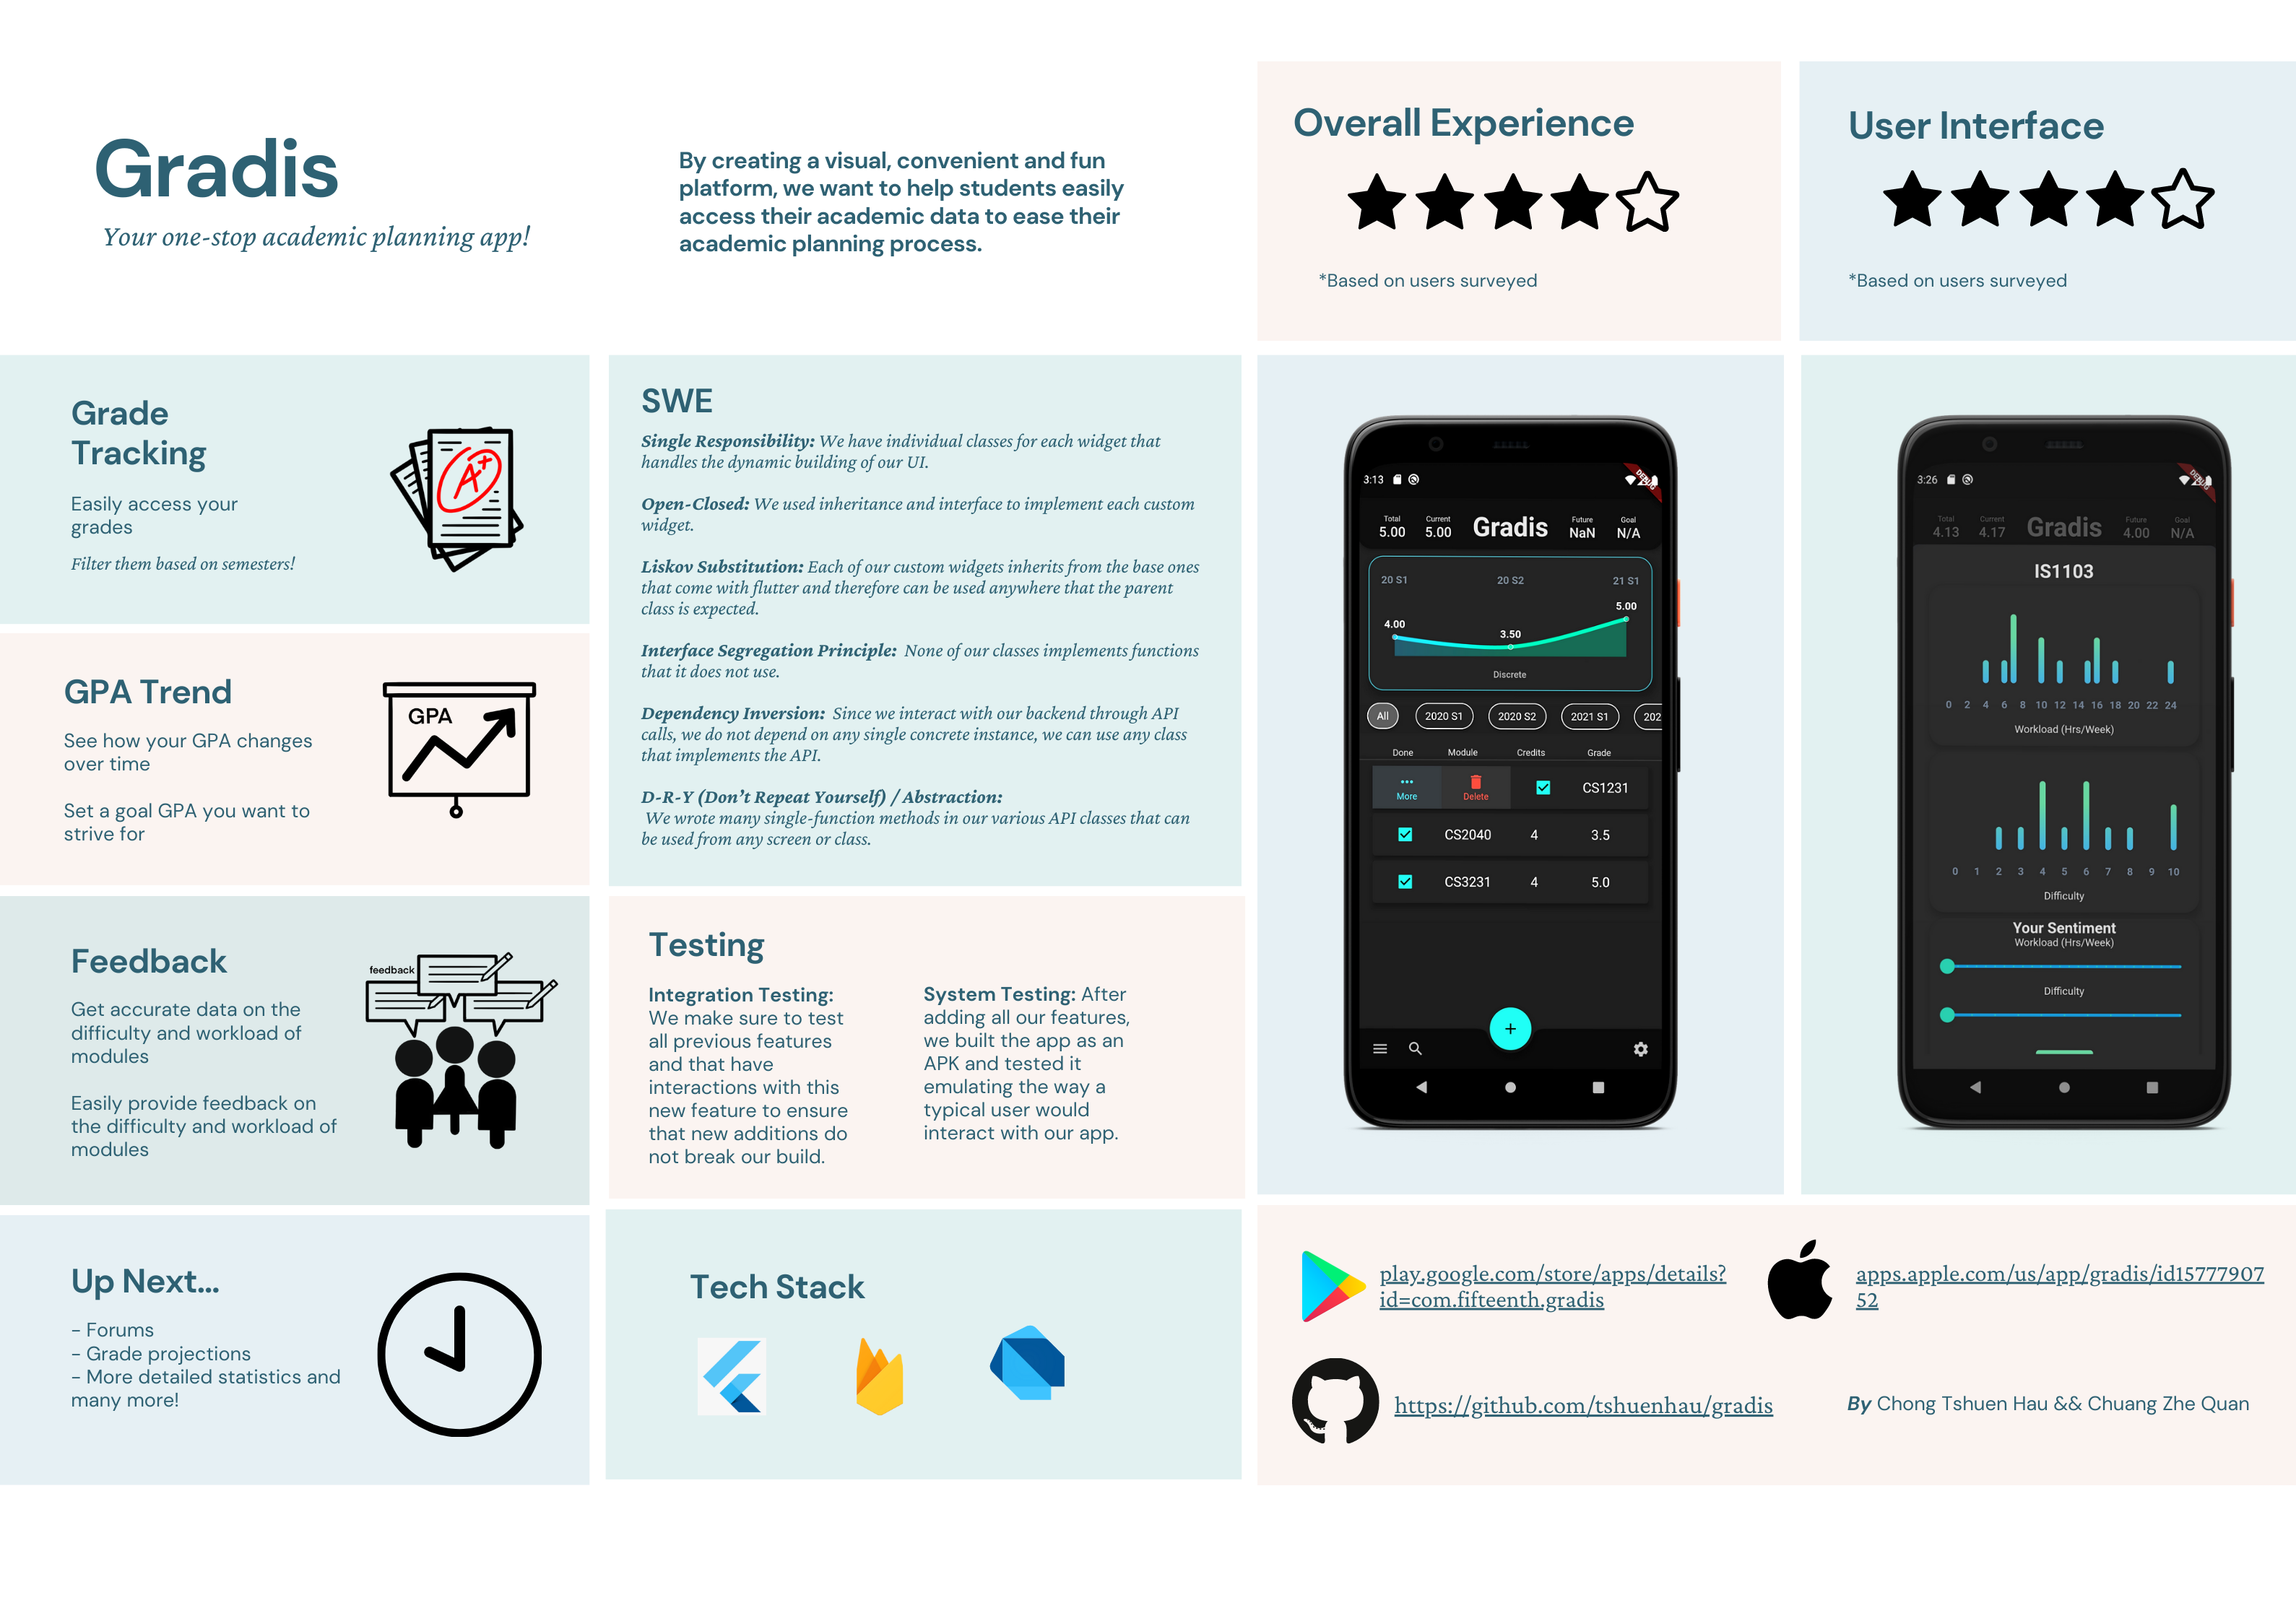 Gradis
Your one-stop academic planning app!
By creating a visual, convenient and fun
platform, we want to help students easily
access their academic data to ease their
academic planning process.
Overall Experience
*Based on users surveyed
User Interface
*Based on users surveyed
Grade
Tracking
Easily access your
grades
Filter them based on semesters!
GPA Trend
See how your GPA changes
over time
Set a goal GPA you want to
strive for
GPA
Feedback
Get accurate data on the
difficulty and workload of
modules
Easily provide feedback on
the difficulty and workload of
modules
feedback
Up Next...
- Forums
- Grade projections
- More detailed statistics and
many more!
SWE
Single Responsibility: We have individual classes for each widget that
handles the dynamic building of our UI.
Open-Closed: We used inheritance and interface to implement each custom
widget.
Liskov Substitution: Each of our custom widgets inherits from the base ones
that come with flutter and therefore can be used anywhere that the parent
class is expected.
Interface Segregation Principle: None of our classes implements functions
that it does not use.
Dependency Inversion: Since we interact with our backend through API
calls, we do not depend on any single concrete instance, we can use any class
that implements the API.
D-R-Y (Don't Repeat Yourself) / Abstraction:
We wrote many single-function methods in our various API classes that can
be used from any screen or class.
Testing
Integration Testing:
We make sure to test
all previous features
and that have
interactions with this
new feature to ensure
that new additions do
not break our build.
System Testing: After
adding all our features,
we built the app as an
APK and tested it
emulating the way a
typical user would
interact with our app.
Tech Stack
3:13
DEBUG
Total Current Future Goal
5.00 5.00 Gradis NaN N/A
20 S1 20 S2 21 S1
5.00
4.00
3.50
Discrete
All 2020 S1 2020 S2 2021 S1 202
Done Module Credits Grade
More Delete CS1231
CS2040 4 3.5
CS3231 4 5.0
+
3:26
DEBUG
Total Current Future Goal
4.13 4.17 Gradis 4.00 N/A
IS1103
0 2 4 6 8 10 12 14 16 18 20 22 24
Workload (Hrs/Week)
0 1 2 3 4 5 6 7 8 9 10
Difficulty
Your Sentiment
Workload (Hrs/Week)
Difficulty
play.google.com/store/apps/details?
id=com.fifteenth.gradis
apps.apple.com/us/app/gradis/id15777907
52
https://github.com/tshuenhau/gradis
By Chong Tshuen Hau && Chuang Zhe Quan
A+